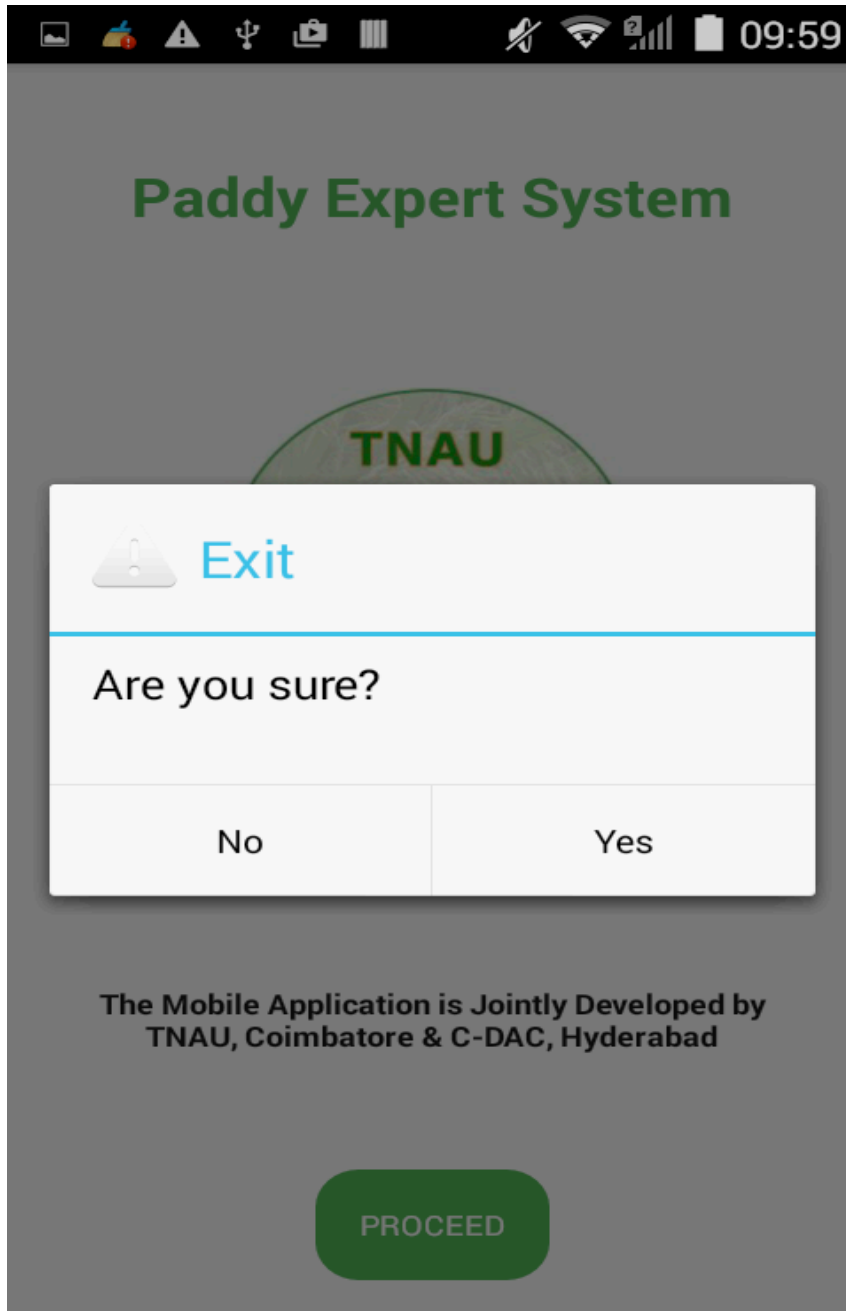 09:59
Paddy Expert System
TNAU
Exit
Are you sure?
No
Yes
The Mobile Application is Jointly Developed by
TNAU, Coimbatore & C-DAC, Hyderabad
PROCEED